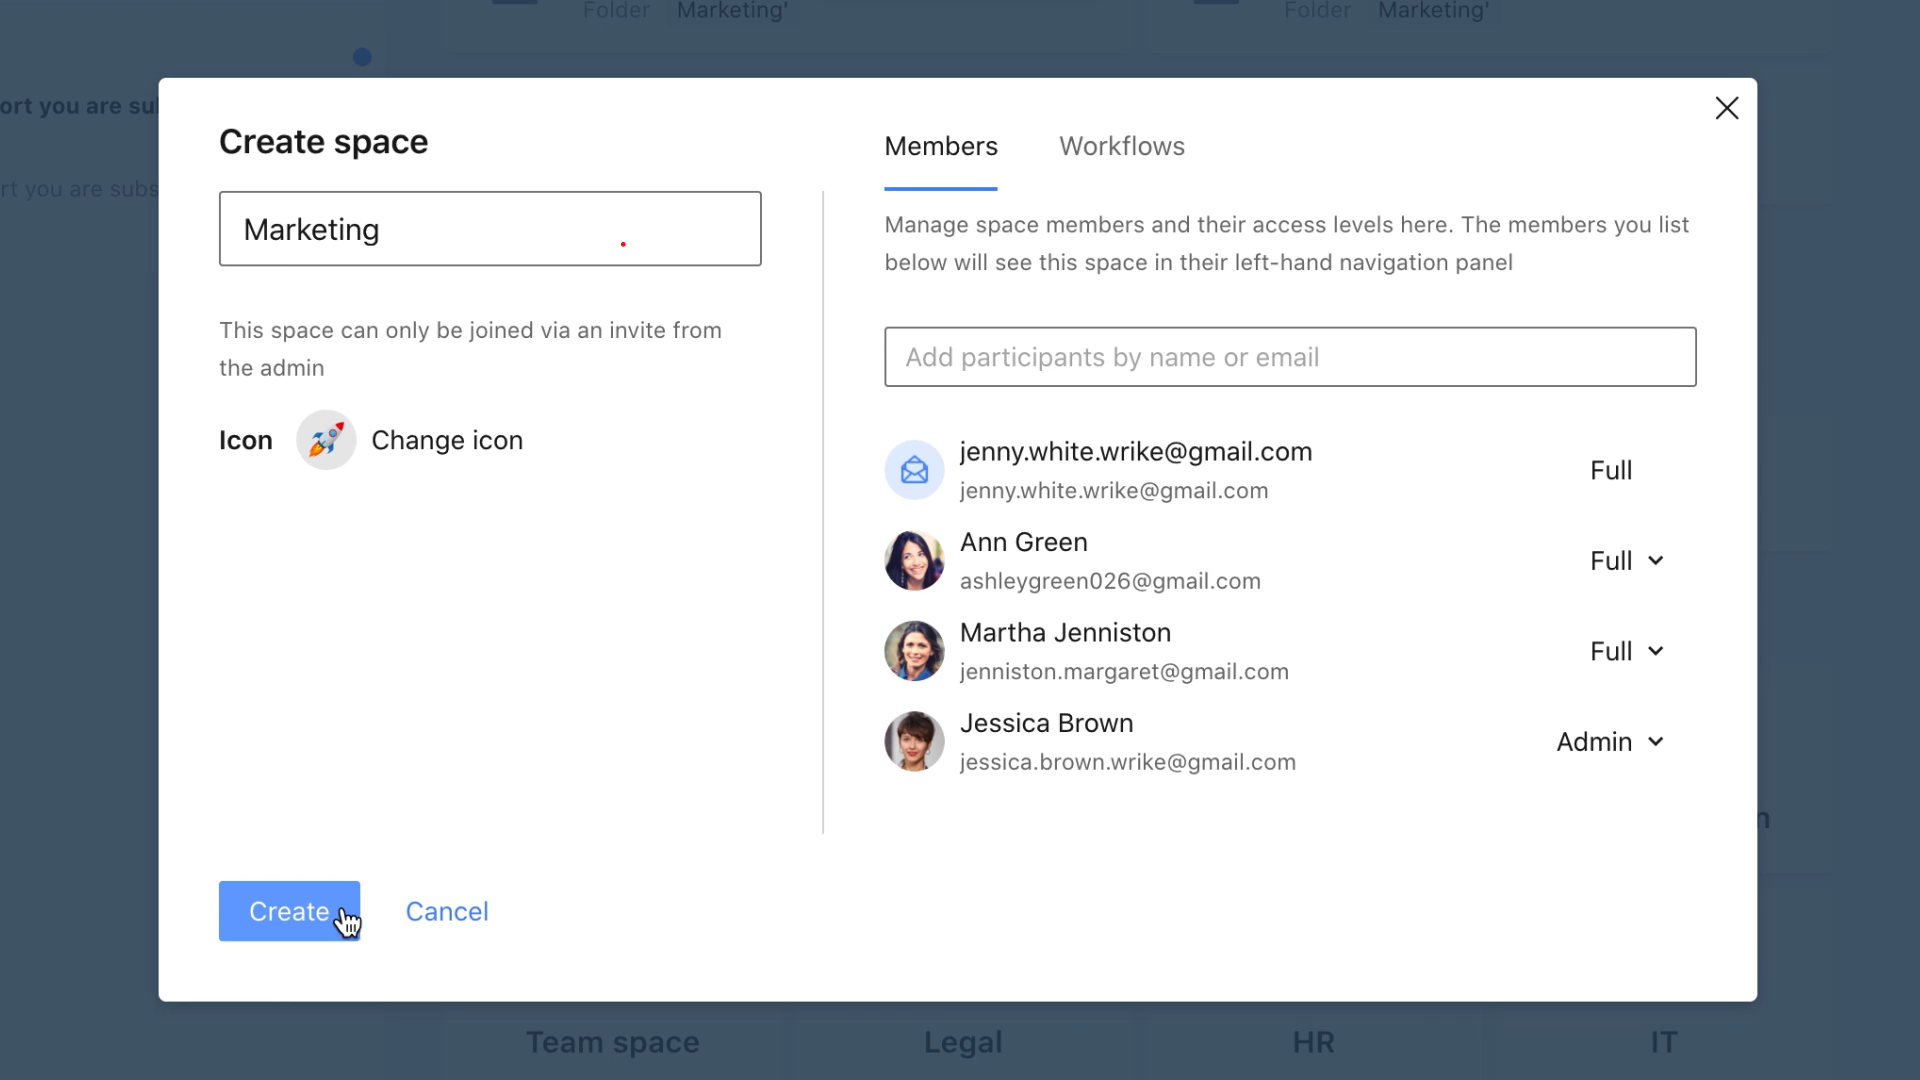 Folder Marketing'
Folder Marketing'
ort you are su
rt you are subs
Create space
Marketing
This space can only be joined via an invite from
the admin
Icon
Change icon
Create
Cancel
Members
Workflows
Manage space members and their access levels here. The members you list
below will see this space in their left-hand navigation panel
Add participants by name or email
jenny.white.wrike@gmail.com
jenny.white.wrike@gmail.com
Full
Ann Green
ashleygreen026@gmail.com
Full
Martha Jenniston
jenniston.margaret@gmail.com
Full
Jessica Brown
jessica.brown.wrike@gmail.com
Admin
n
Team space
Legal
HR
IT